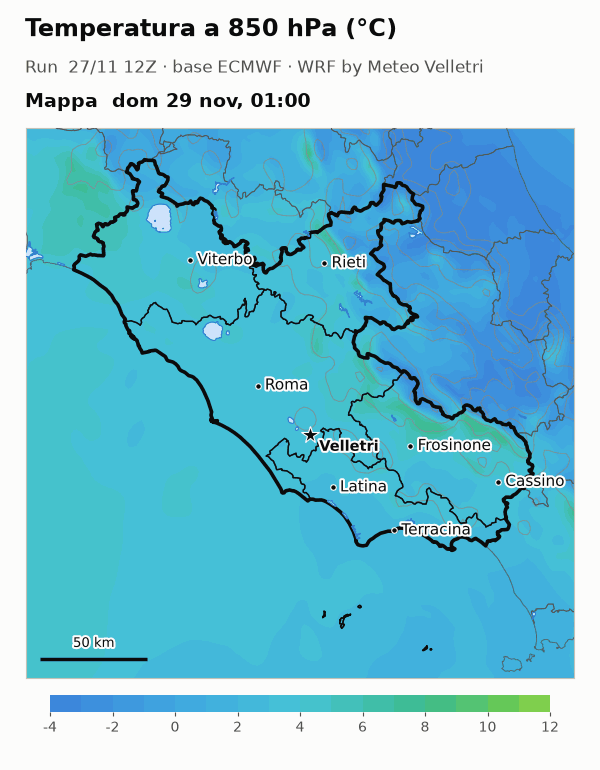 Temperatura a 850 hPa (°C)
Run  27/11 12Z · base ECMWF · WRF by Meteo Velletri
Mappa  dom 29 nov, 01:00
Viterbo
Rieti
Roma
Velletri
Frosinone
Cassino
Latina
Terracina
50 km
-4 -2 0 2 4 6 8 10 12